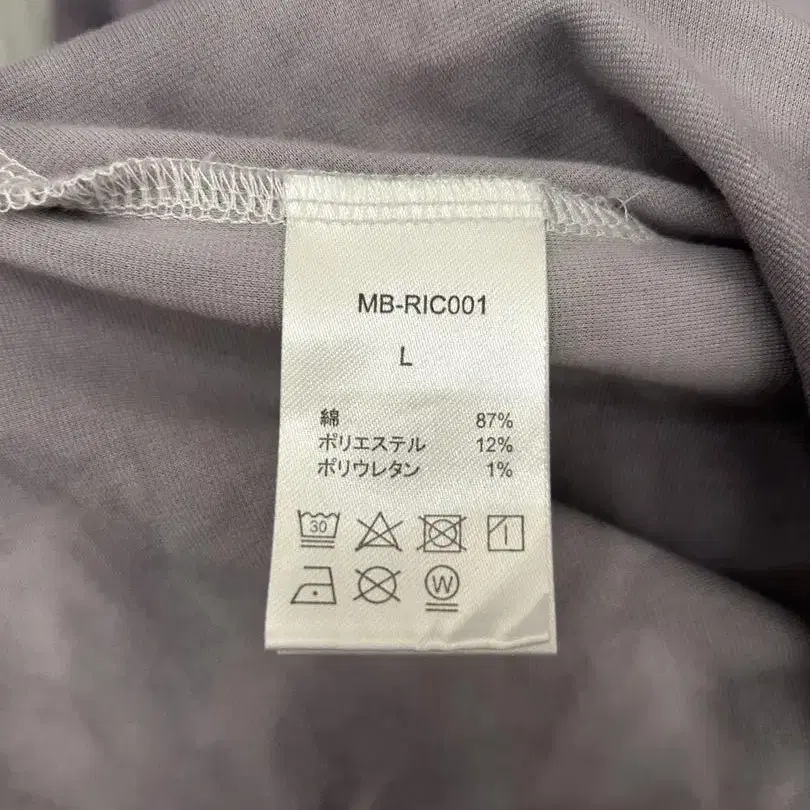 MB-RIC001
L
綿 87%
ポリエステル 12%
ポリウレタン 1%
30
W